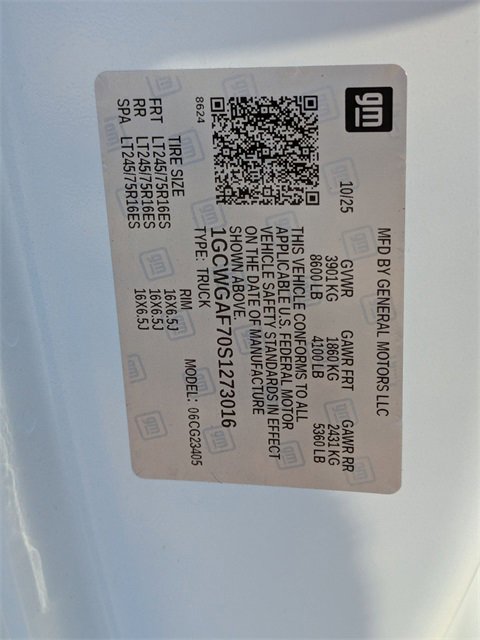 gm
MFD BY GENERAL MOTORS LLC
10/25 GVWR GAWR FRT GAWR RR
3901 KG 1860 KG 2431 KG
8600 LB 4100 LB 5360 LB
THIS VEHICLE CONFORMS TO ALL
APPLICABLE U.S. FEDERAL MOTOR
VEHICLE SAFETY STANDARDS IN EFFECT
ON THE DATE OF MANUFACTURE
SHOWN ABOVE.
1GCWGAF70S1273016
8624 TYPE: TRUCK MODEL: 06CG23405
TIRE SIZE RIM
FRT LT245/75R16ES 16X6.5J
RR LT245/75R16ES 16X6.5J
SPA LT245/75R16ES 16X6.5J